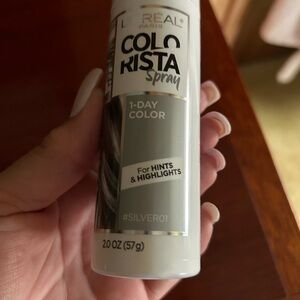 L'ORÉAL
PARIS
COLO
RISTA
Spray
1-DAY
COLOR
For HINTS
& HIGHLIGHTS
#SILVER01
2.0 OZ (57g)